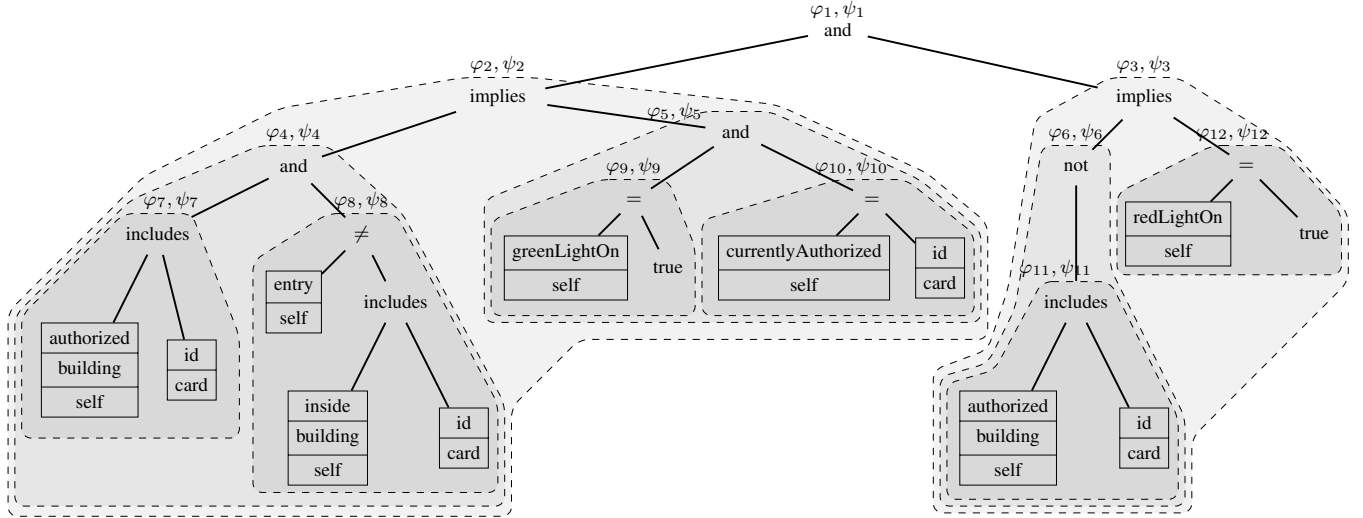 φ₁, ψ₁
and
φ₂, ψ₂
φ₃, ψ₃
implies
implies
φ₅, ψ₅
φ₄, ψ₄
and
φ₆, ψ₆
φ₁₂, ψ₁₂
and
φ₉, ψ₉
φ₁₀, ψ₁₀
not
=
φ₇, ψ₇
φ₈, ψ₈
=
=
redLightOn
self
true
includes
≠
greenLightOn
self
true
currentlyAuthorized
self
id
card
φ₁₁, ψ₁₁
entry
self
includes
includes
authorized
building
self
id
card
inside
building
self
id
card
authorized
building
self
id
card